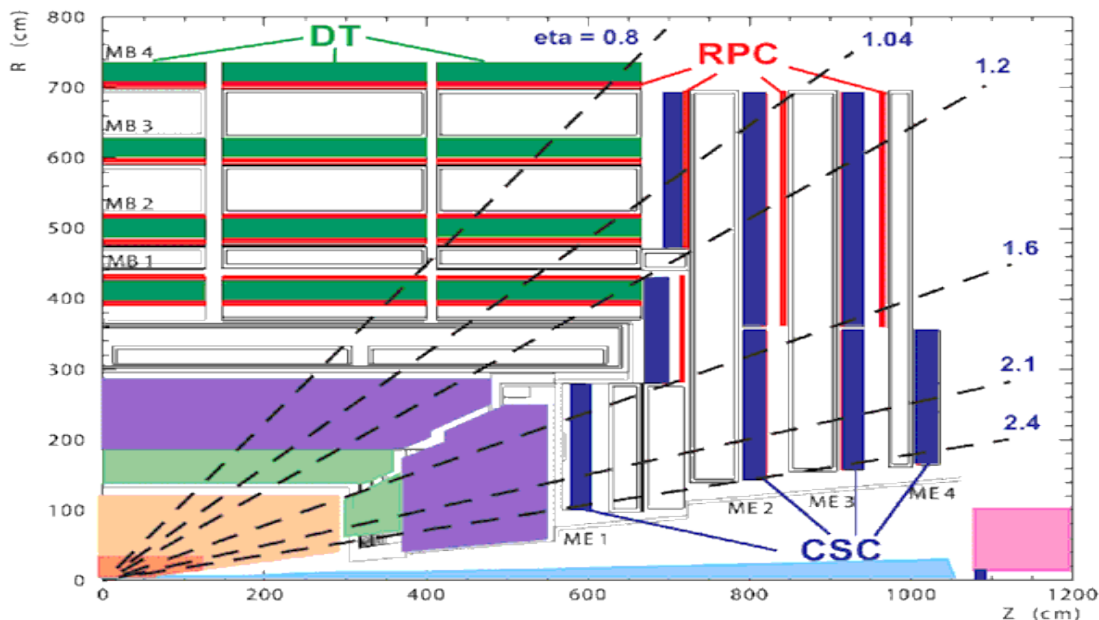 R (cm)
800
700
600
500
400
300
200
100
0
MB 4
MB 3
MB 2
MB 1
DT
eta = 0.8
RPC
1.04
1.2
1.6
2.1
2.4
ME 1
ME 2
ME 3
ME 4
CSC
0
200
400
600
800
1000
1200
Z (cm)